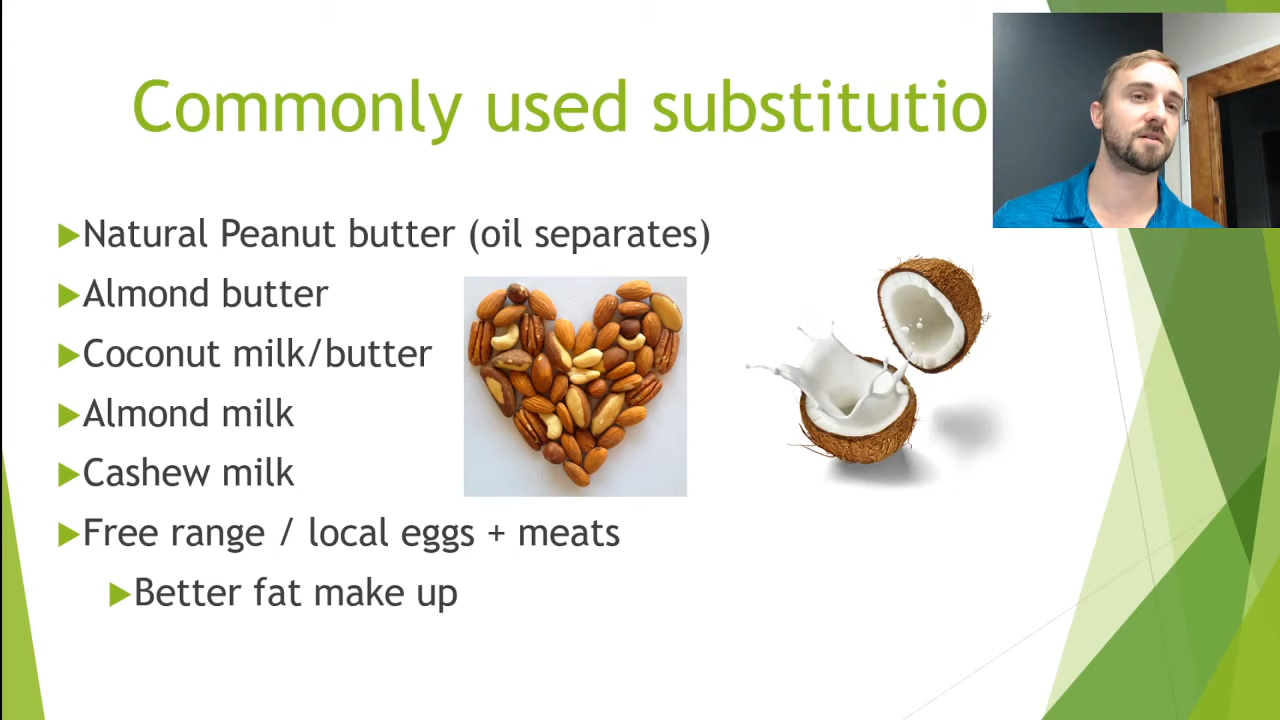 Commonly used substitutio
Natural Peanut butter (oil separates)
Almond butter
Coconut milk/butter
Almond milk
Cashew milk
Free range / local eggs + meats
Better fat make up